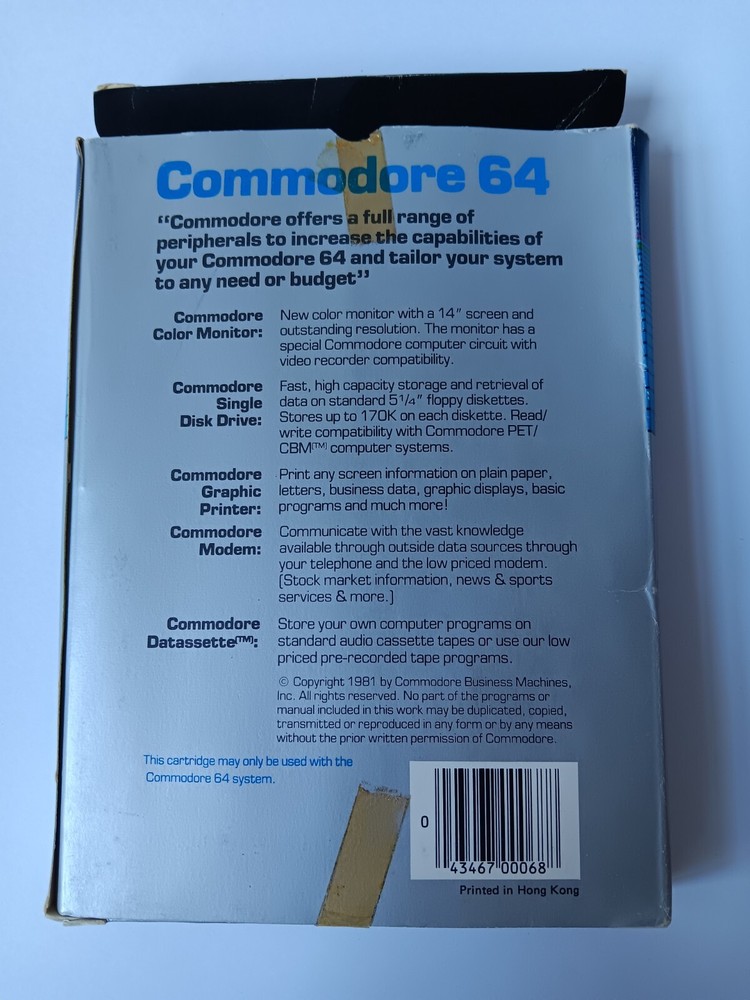 Commodore 64
“Commodore offers a full range of
peripherals to increase the capabilities of
your Commodore 64 and tailor your system
to any need or budget”
Commodore
Color Monitor:
New color monitor with a 14" screen and
outstanding resolution. The monitor has a
special Commodore computer circuit with
video recorder compatibility.
Commodore
Single
Disk Drive:
Fast, high capacity storage and retrieval of
data on standard 5 1/4" floppy diskettes.
Stores up to 170K on each diskette. Read/
write compatibility with Commodore PET/
CBM(TM) computer systems.
Commodore
Graphic
Printer:
Print any screen information on plain paper,
letters, business data, graphic displays, basic
programs and much more!
Commodore
Modem:
Communicate with the vast knowledge
available through outside data sources through
your telephone and the low priced modem.
(Stock market information, news & sports
services & more.)
Commodore
Datassette(TM):
Store your own computer programs on
standard audio cassette tapes or use our low
priced pre-recorded tape programs.
© Copyright 1981 by Commodore Business Machines,
Inc. All rights reserved. No part of the programs or
manual included in this work may be duplicated, copied,
transmitted or reproduced in any form or by any means
without the prior written permission of Commodore.
This cartridge may only be used with the
Commodore 64 system.
0 43467 00068
Printed in Hong Kong